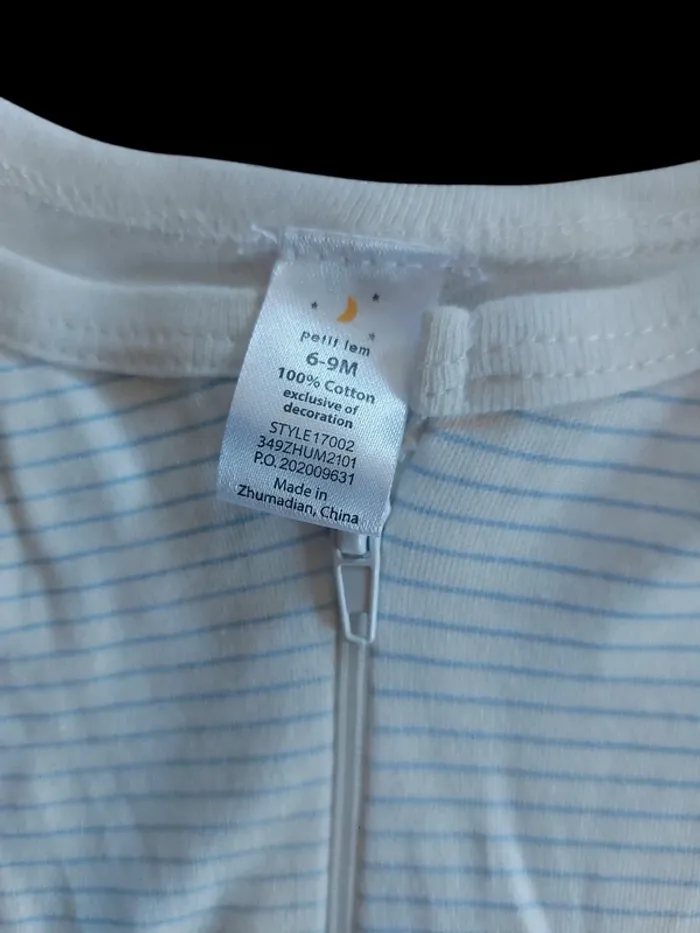 petit lem
6-9M
100% Cotton
exclusive of
decoration
STYLE17002
349ZHUM2101
P.O.202009631
Made in
Zhumadian, China